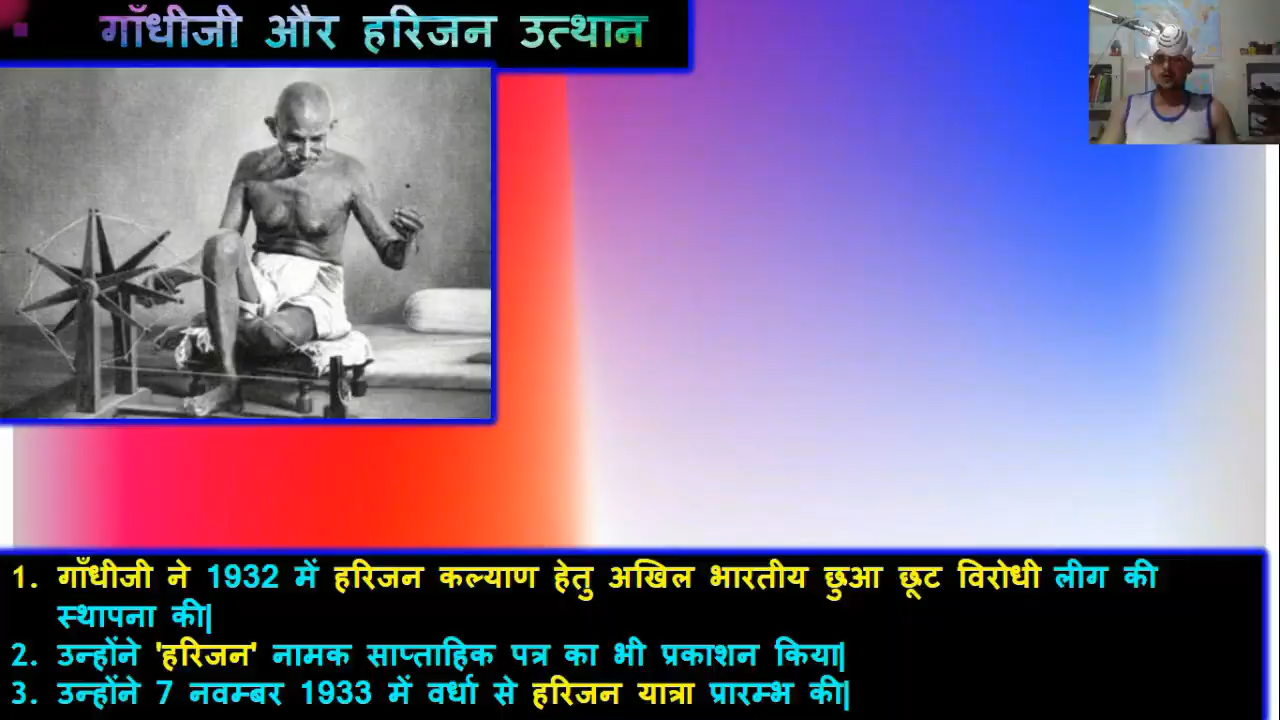 गाँधीजी और हरिजन उत्थान
1. गाँधीजी ने 1932 में हरिजन कल्याण हेतु अखिल भारतीय छुआ छूट विरोधी लीग की
स्थापना की|
2. उन्होंने 'हरिजन' नामक साप्ताहिक पत्र का भी प्रकाशन किया|
3. उन्होंने 7 नवम्बर 1933 में वर्धा से हरिजन यात्रा प्रारम्भ की|